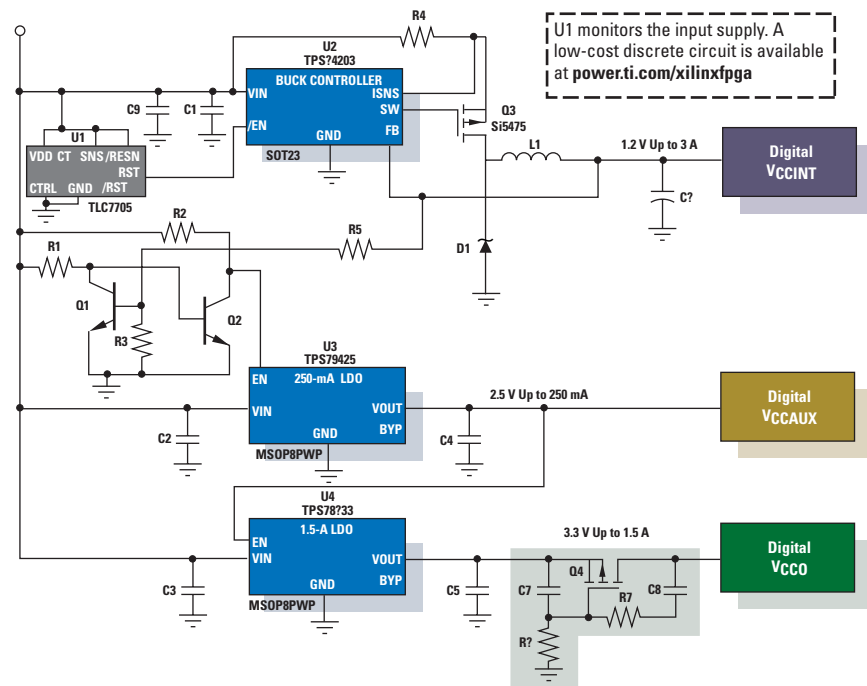 U1 monitors the input supply. A
low-cost discrete circuit is available
at power.ti.com/xilinxfpga
R4
U2
TPS?4203
BUCK CONTROLLER
VIN
ISNS
SW
/EN
FB
GND
SOT23
C9
C1
Q3
Si5475
U1
VDD CT SNS /RESN
RST
CTRL GND /RST
TLC7705
L1
1.2 V Up to 3 A
C?
Digital
VCCINT
D1
R2
R1
R5
Q1
R3
Q2
U3
TPS79425
250-mA LDO
EN
VIN
VOUT
BYP
GND
MSOP8PWP
C2
C4
2.5 V Up to 250 mA
Digital
VCCAUX
U4
TPS78?33
1.5-A LDO
EN
VIN
VOUT
BYP
GND
MSOP8PWP
C3
C5
3.3 V Up to 1.5 A
Q4
C7
R7
C8
R?
Digital
VCCO